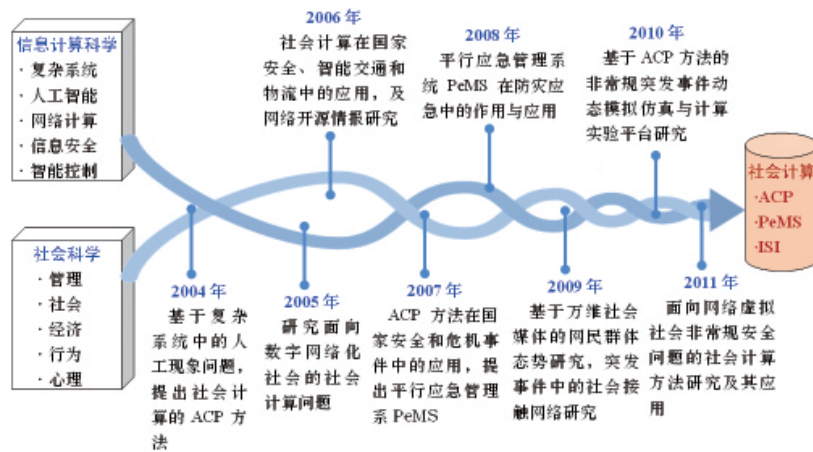 信息计算科学
· 复杂系统
· 人工智能
· 网络计算
· 信息安全
· 智能控制
社会科学
· 管理
· 社会
· 经济
· 行为
· 心理
2004 年
基于复杂
系统中的人
工现象问题，
提出社会计
算的 ACP 方
法
2005 年
研究面向
数字网络化
社会的社会
计算问题
2006 年
社会计算在国家
安全、智能交通和
物流中的应用，及
网络开源情报研究
2007 年
ACP 方法在国
家安全和危机事
件中的应用，提
出平行应急管理
系 PeMS
2008 年
平行应急管理系
统 PeMS 在防灾应
急中的作用与应用
2009 年
基于万维社会
媒体的网民群体
态势研究，突发
事件中的社会接
触网络研究
2010 年
基于 ACP 方法的
非常规突发事件动
态模拟仿真与计算
实验平台研究
2011 年
面向网络虚拟
社会非常规安全
问题的社会计算
方法研究及其应
用
社会计算
·ACP
·PeMS
·ISI